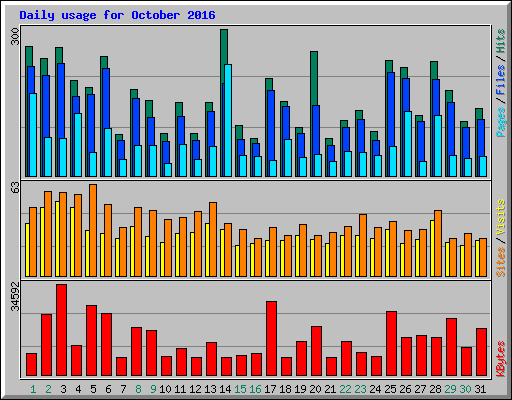 Daily usage for October 2016
300
Pages / Files / Hits
63
Sites / Visits
34592
KBytes
1 2 3 4 5 6 7 8 9 10 11 12 13 14 15 16 17 18 19 20 21 22 23 24 25 26 27 28 29 30 31